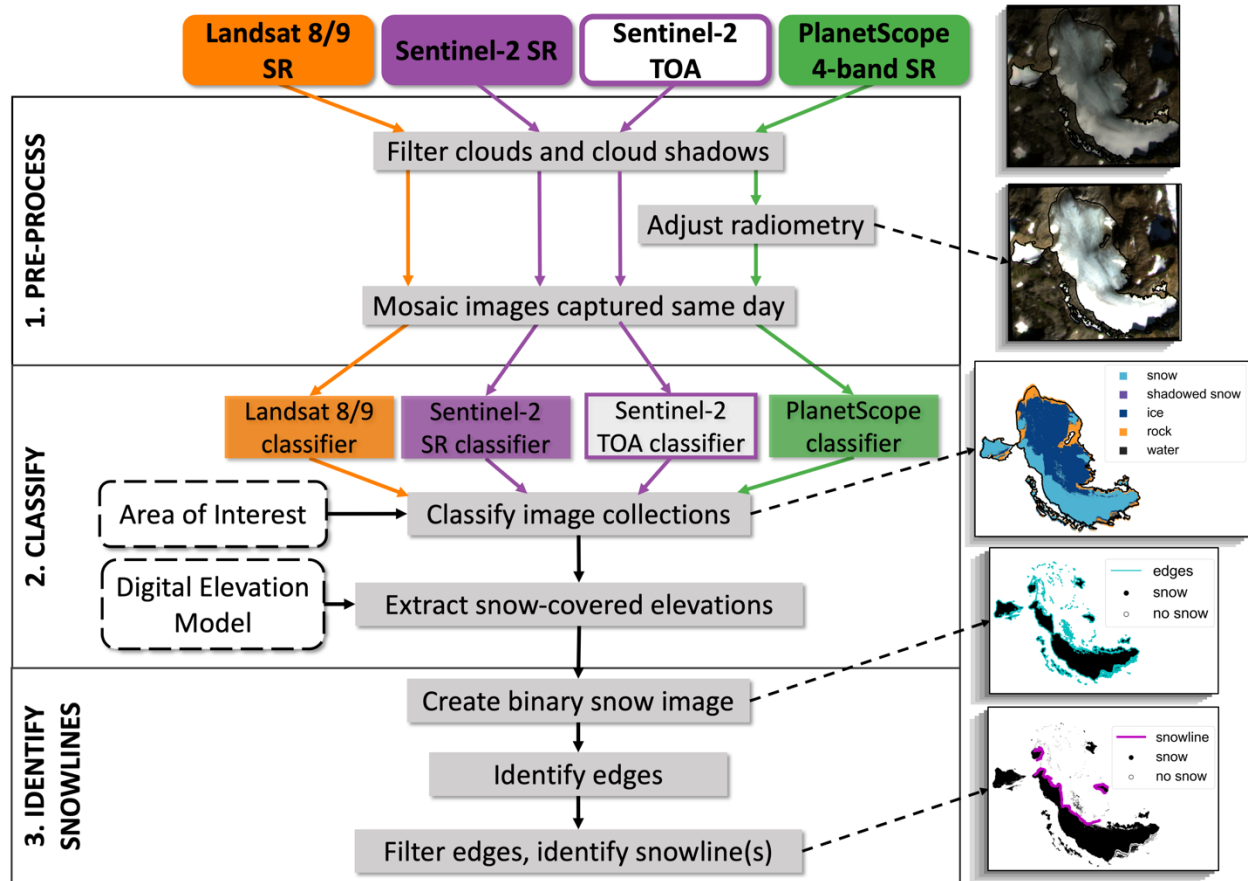 Landsat 8/9
SR
Sentinel-2 SR
Sentinel-2
TOA
PlanetScope
4-band SR
1. PRE-PROCESS
Filter clouds and cloud shadows
Adjust radiometry
Mosaic images captured same day
2. CLASSIFY
Landsat 8/9
classifier
Sentinel-2
SR classifier
Sentinel-2
TOA classifier
PlanetScope
classifier
snow
shadowed snow
ice
rock
water
Area of Interest
Classify image collections
Digital Elevation
Model
Extract snow-covered elevations
edges
snow
no snow
3. IDENTIFY
SNOWLINES
Create binary snow image
Identify edges
Filter edges, identify snowline(s)
snowline
snow
no snow